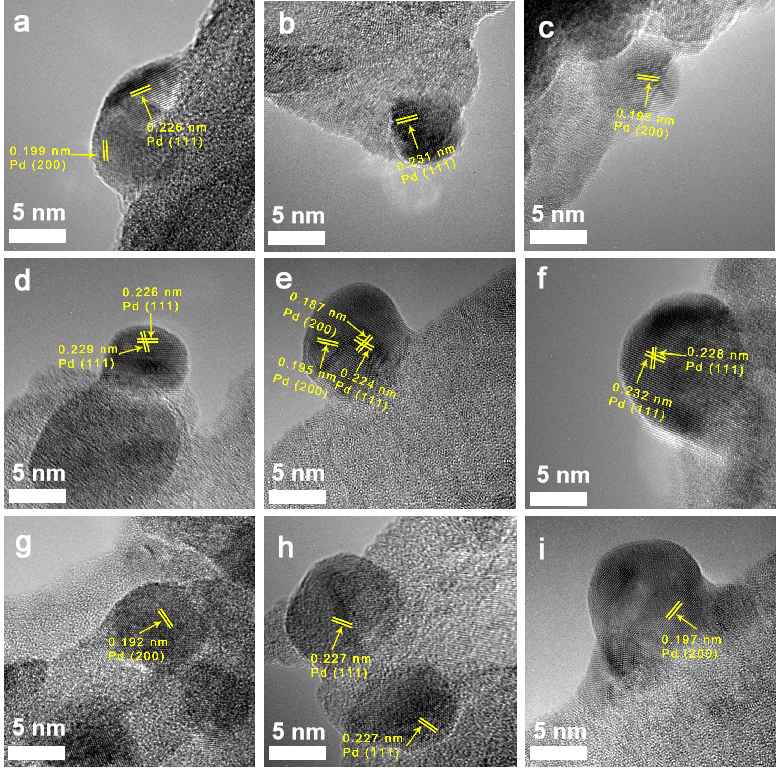 a
0.226 nm
Pd (111)
0.199 nm
Pd (200)
5 nm
b
0.231 nm
Pd (111)
5 nm
c
0.198 nm
Pd (200)
5 nm
d
0.226 nm
Pd (111)
0.229 nm
Pd (111)
5 nm
e
0.187 nm
Pd (200)
0.195 nm
Pd (200)
0.224 nm
Pd (111)
5 nm
f
0.228 nm
Pd (111)
0.232 nm
Pd (111)
5 nm
g
0.192 nm
Pd (200)
5 nm
h
0.227 nm
Pd (111)
0.227 nm
Pd (111)
5 nm
i
0.197 nm
Pd (200)
5 nm